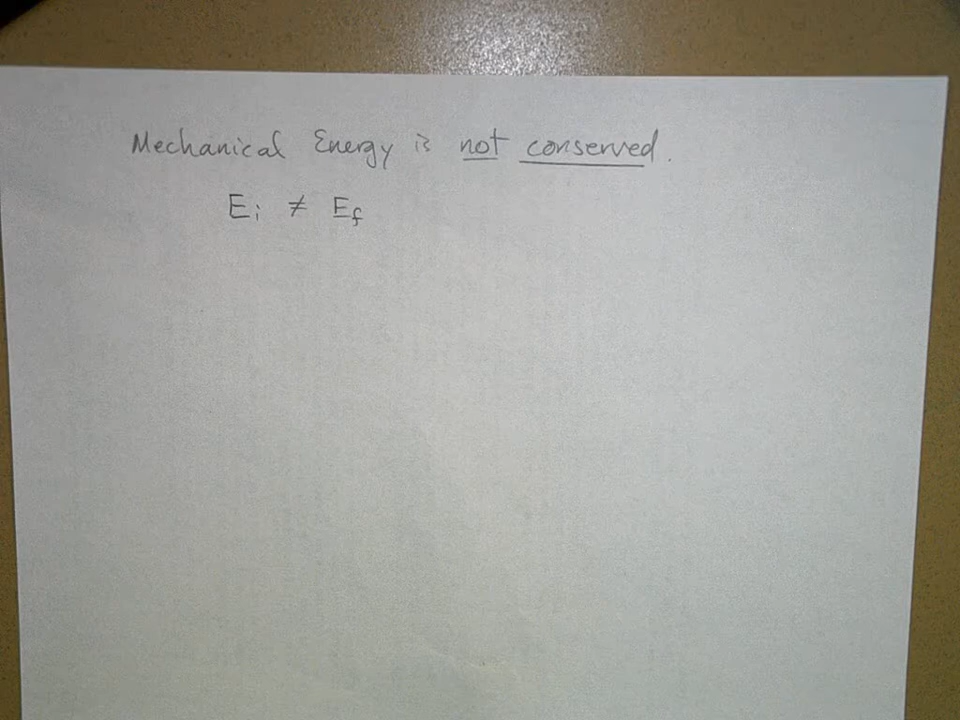 Mechanical Energy is not conserved.
Ei ≠ Ef